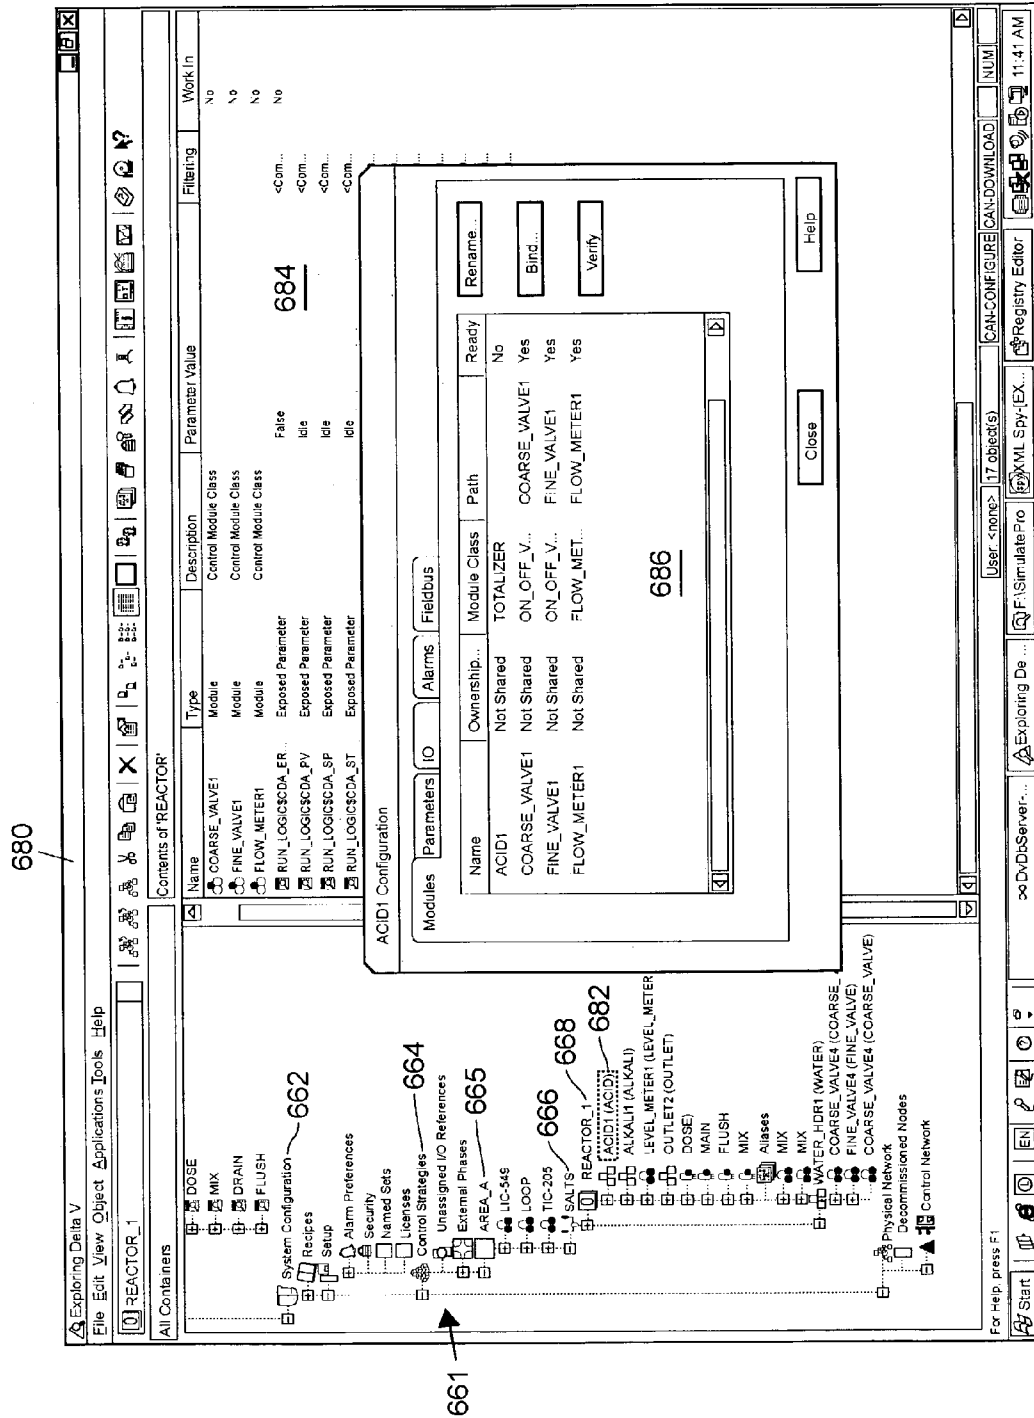 680
Exploring Delta V
File Edit View Object Applications Tools Help
REACTOR_1
All Containers
Contents of 'REACTOR'
DOSE
MIX
DRAIN
FLUSH
System Configuration
662
Recipes
Setup
Alarm Preferences
Security
Named Sets
Licenses
Control Strategies
664
Unassigned I/O References
External Phases
AREA_A
665
LIC-549
LOOP
TIC-205
666
SALTS
REACTOR_1
668
ACID1 (ACID)
682
ALKALI1 (ALKALI)
LEVEL_METER1 (LEVEL_METER
OUTLET2 (OUTLET)
DOSE)
MAIN
FLUSH
MIX
Aliases
MIX
MIX
WATER_HDR1 (WATER)
COARSE_VALVE4 (COARSE_
FINE_VALVE4 (FINE_VALVE)
COARSE_VALVE4 (COARSE_VALVE)
Physical Network
Decommissioned Nodes
Control Network
661
Name Type Description Parameter Value Filtering Work In
COARSE_VALVE1 Module Control Module Class No
FINE_VALVE1 Module Control Module Class No
FLOW_METER1 Module Control Module Class No
RUN_LOGIC$CDA_ER... Exposed Parameter False <Com... No
RUN_LOGIC$CDA_PV Exposed Parameter Idle <Com...
RUN_LOGIC$CDA_SP Exposed Parameter Idle <Com...
RUN_LOGIC$CDA_ST Exposed Parameter Idle <Com...
684
ACID1 Configuration
Modules Parameters IO Alarms Fieldbus
Name Ownership... Module Class Path Ready
ACID1 Not Shared TOTALIZER No
COARSE_VALVE1 Not Shared ON_OFF_V... COARSE_VALVE1 Yes
FINE_VALVE1 Not Shared ON_OFF_V... FINE_VALVE1 Yes
FLOW_METER1 Not Shared FLOW_MET... FLOW_METER1 Yes
686
Rename...
Bind...
Verify
Close
Help
For Help, press F1
User: <none> 17 object(s) CAN-CONFIGURE CAN-DOWNLOAD NUM
Start EN DvDbServer-... Exploring De... F:\SimulatePro XML Spy-[EX... Registry Editor 11:41 AM